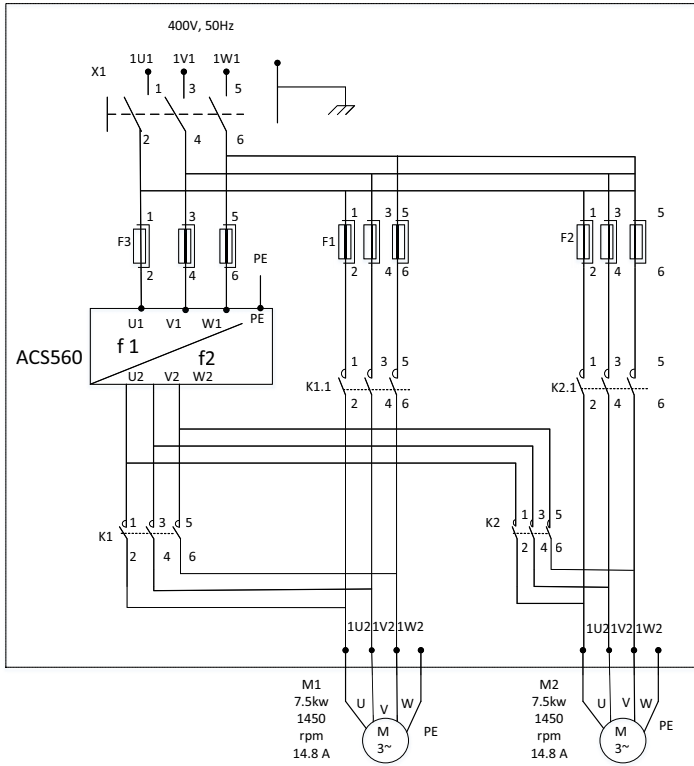 400V, 50Hz
1U1 1V1 1W1
X1
1 3 5
2 4 6
1 3 5 1 3 5 1 3 5
F3 F1 F2
PE
2 4 6 2 4 6 2 4 6
U1 V1 W1 PE
ACS560
f 1
f2
U2 V2 W2
1 3 5 1 3 5
K1.1 K2.1
2 4 6 2 4 6
1 3 5 1 3 5
K1 K2
2 4 6 2 4 6
1U2 1V2 1W2 1U2 1V2 1W2
M1
7.5kw
1450
rpm
14.8 A
U V W
PE
M
3~
M2
7.5kw
1450
rpm
14.8 A
U V W
PE
M
3~